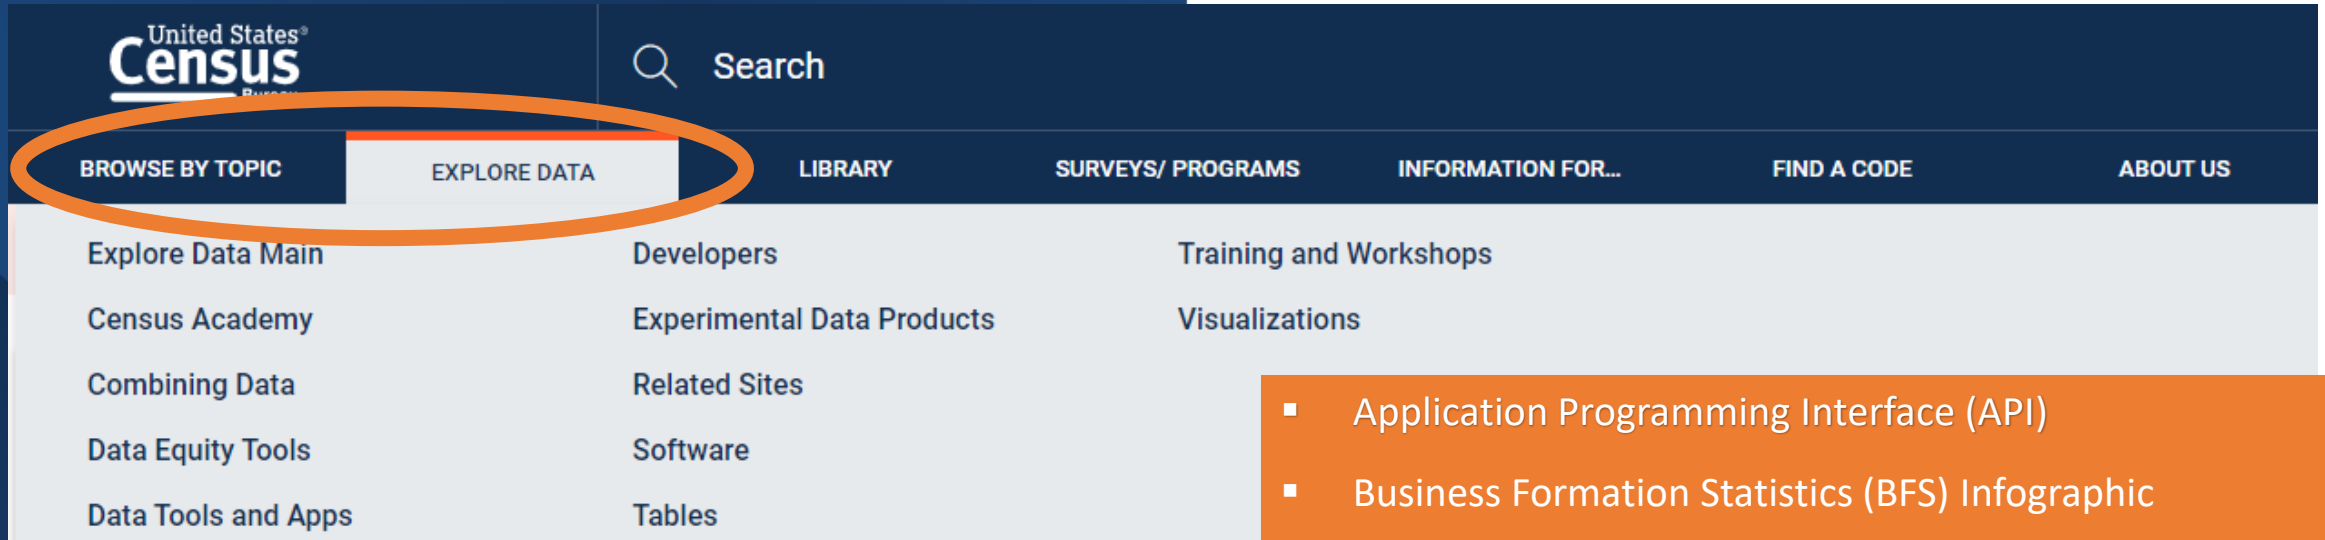 United States®
Census
Bureau
Search
BROWSE BY TOPIC
EXPLORE DATA
LIBRARY
SURVEYS/ PROGRAMS
INFORMATION FOR...
FIND A CODE
ABOUT US
Explore Data Main
Census Academy
Combining Data
Data Equity Tools
Data Tools and Apps
Developers
Experimental Data Products
Related Sites
Software
Tables
Training and Workshops
Visualizations
▪ Application Programming Interface (API)
▪ Business Formation Statistics (BFS) Infographic